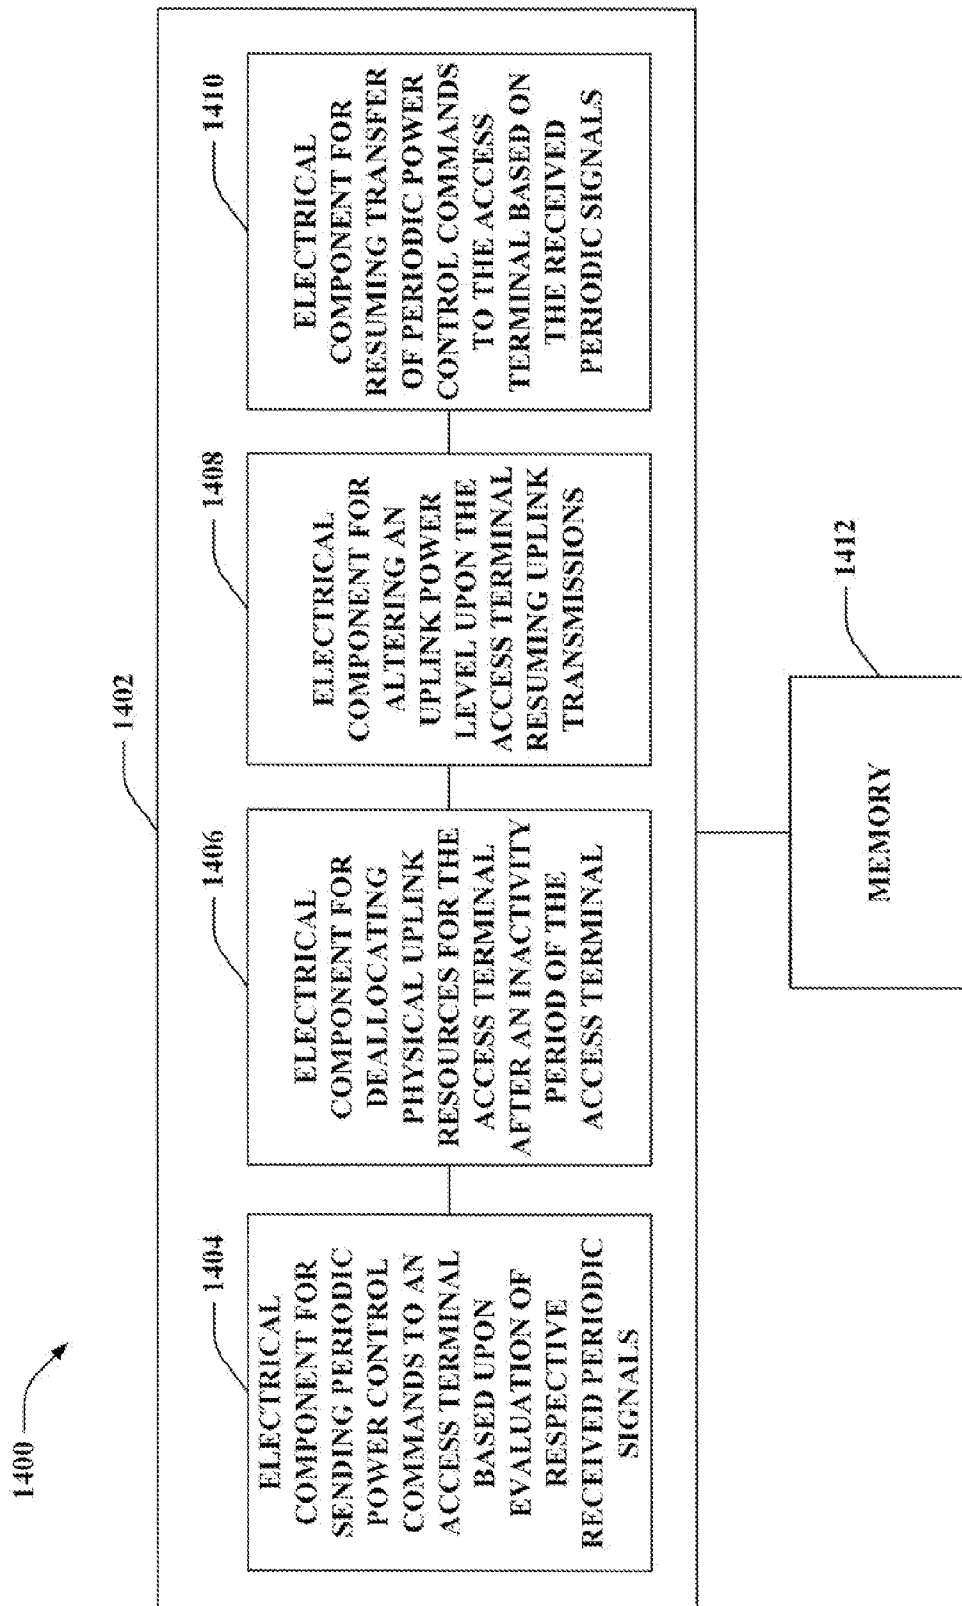 1400
1402
1404
ELECTRICAL
COMPONENT FOR
SENDING PERIODIC
POWER CONTROL
COMMANDS TO AN
ACCESS TERMINAL
BASED UPON
EVALUATION OF
RESPECTIVE
RECEIVED PERIODIC
SIGNALS
1406
ELECTRICAL
COMPONENT FOR
DEALLOCATING
PHYSICAL UPLINK
RESOURCES FOR THE
ACCESS TERMINAL
AFTER AN INACTIVITY
PERIOD OF THE
ACCESS TERMINAL
1408
ELECTRICAL
COMPONENT FOR
ALTERING AN
UPLINK POWER
LEVEL UPON THE
ACCESS TERMINAL
RESUMING UPLINK
TRANSMISSIONS
1410
ELECTRICAL
COMPONENT FOR
RESUMING TRANSFER
OF PERIODIC POWER
CONTROL COMMANDS
TO THE ACCESS
TERMINAL BASED ON
THE RECEIVED
PERIODIC SIGNALS
1412
MEMORY